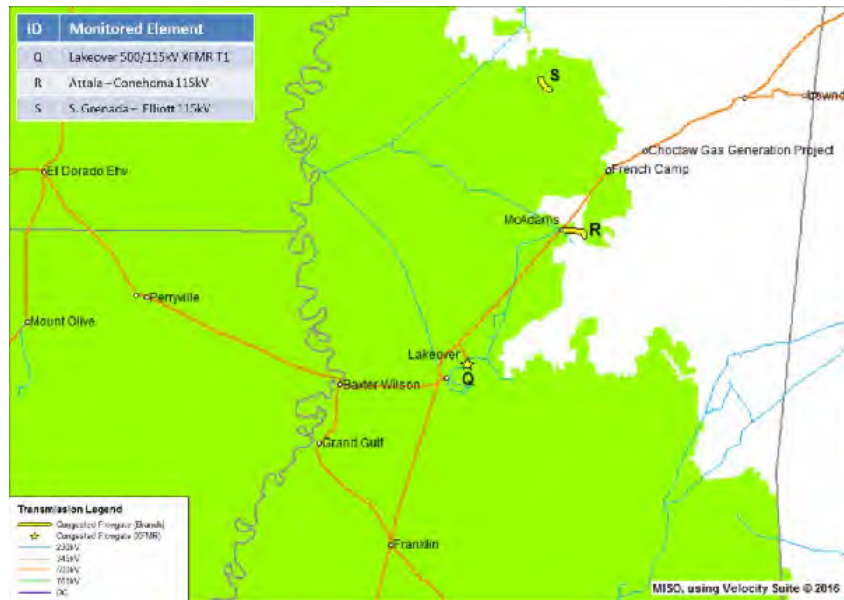 ID Monitored Element
Q Lakeover 500/115kV XFMR T1
R Attala – Conehoma 115kV
S S. Grenada – Elliott 115kV
S
Choctaw Gas Generation Project
French Camp
El Dorado Ehv
McAdams
R
Perryville
Mount Olive
Lakeover
Q
Baxter Wilson
Grand Gulf
Franklin
Transmission Legend
Congested Flowgate (Branch)
Congested Flowgate (XFMR)
230kV
345kV
500kV
765kV
DC
MISO, using Velocity Suite © 2016